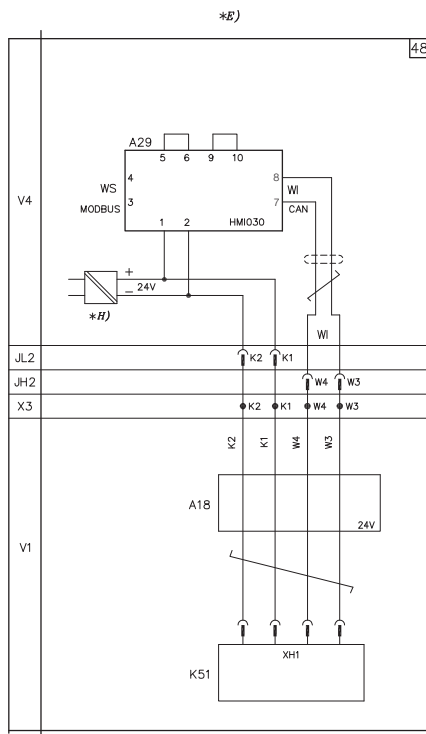 *E)
48
A29
5 6 9 10
4 8
WS WI
V4
MODBUS 3 7 CAN
1 2 HMI030
+
− 24V
*H)
WI
JL2 K2 K1
JH2 W4 W3
X3 K2 K1 W4 W3
K2 K1 W4 W3
A18
24V
V1
XH1
K51